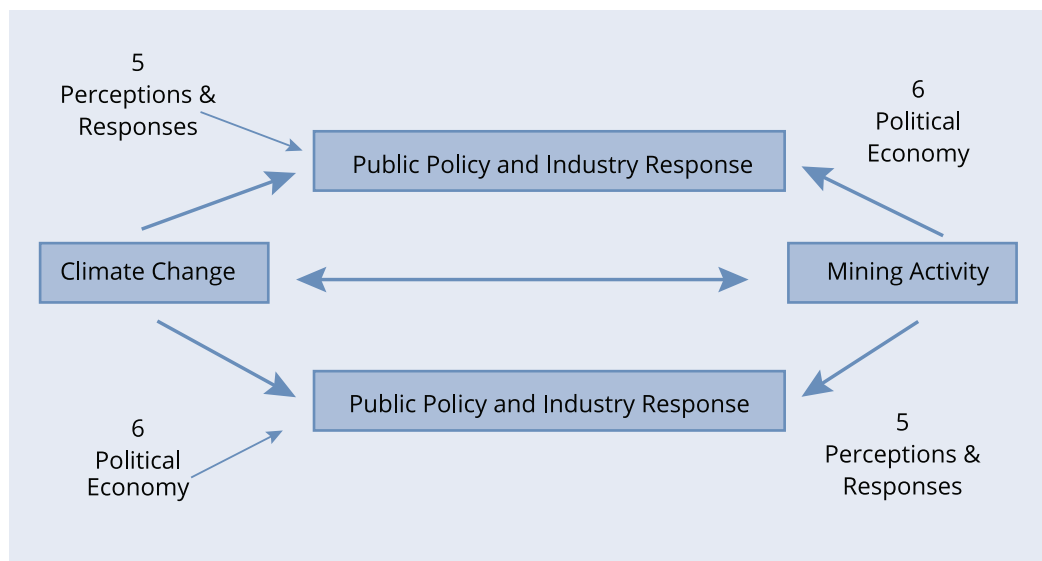 5
Perceptions &
Responses
6
Political
Economy
Public Policy and Industry Response
Climate Change
Mining Activity
Public Policy and Industry Response
6
Political
Economy
5
Perceptions &
Responses